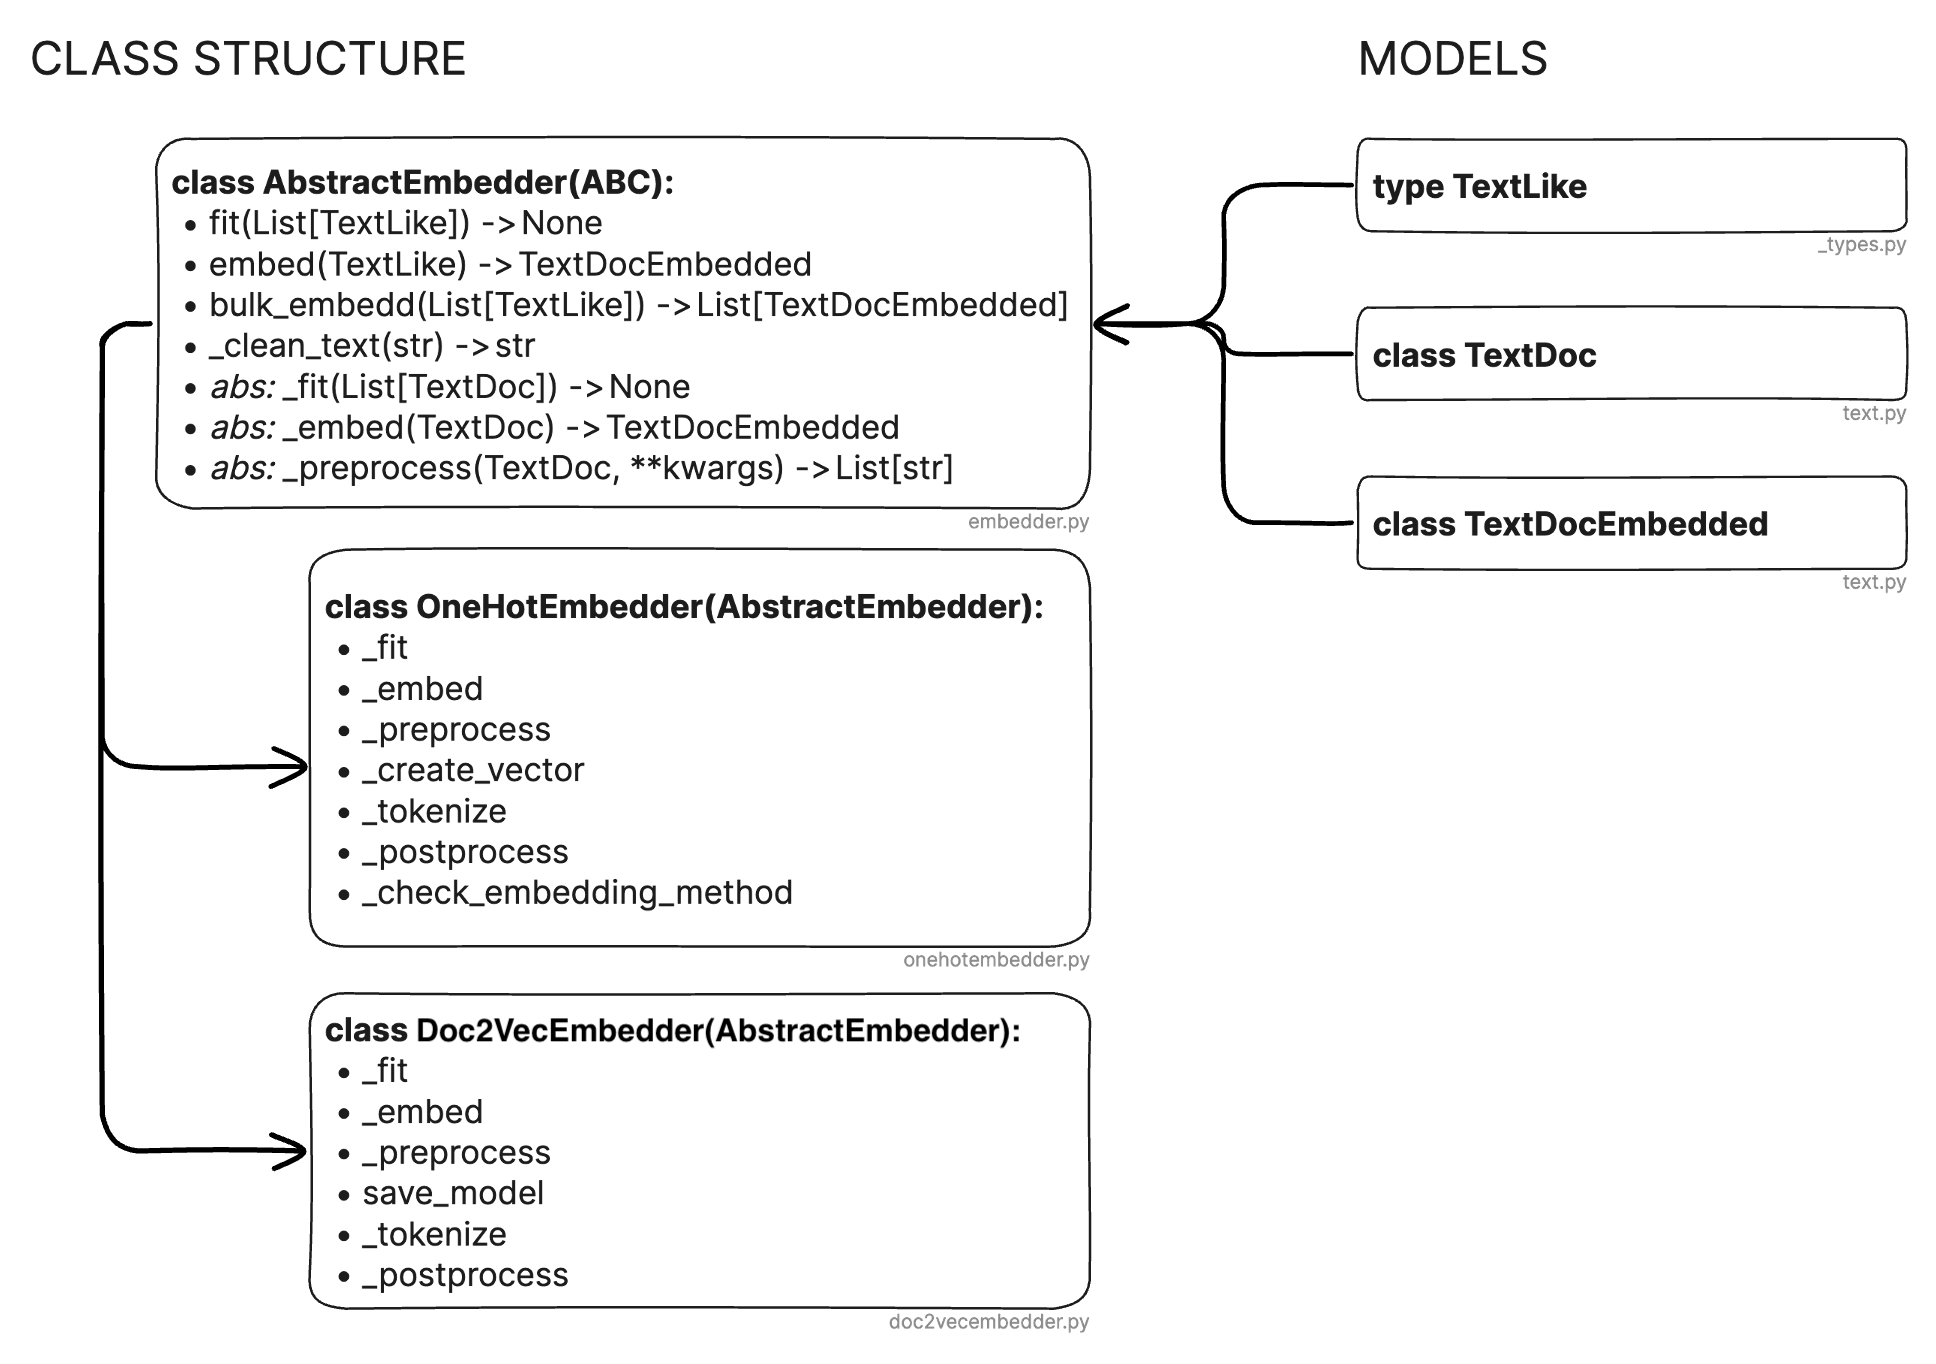 CLASS STRUCTURE
MODELS
class AbstractEmbedder(ABC):
• fit(List[TextLike]) -> None
• embed(TextLike) -> TextDocEmbedded
• bulk_embedd(List[TextLike]) -> List[TextDocEmbedded]
• _clean_text(str) -> str
• abs: _fit(List[TextDoc]) -> None
• abs: _embed(TextDoc) -> TextDocEmbedded
• abs: _preprocess(TextDoc, **kwargs) -> List[str]
embedder.py
class OneHotEmbedder(AbstractEmbedder):
• _fit
• _embed
• _preprocess
• _create_vector
• _tokenize
• _postprocess
• _check_embedding_method
onehotembedder.py
class Doc2VecEmbedder(AbstractEmbedder):
• _fit
• _embed
• _preprocess
• save_model
• _tokenize
• _postprocess
doc2vecembedder.py
type TextLike
_types.py
class TextDoc
text.py
class TextDocEmbedded
text.py